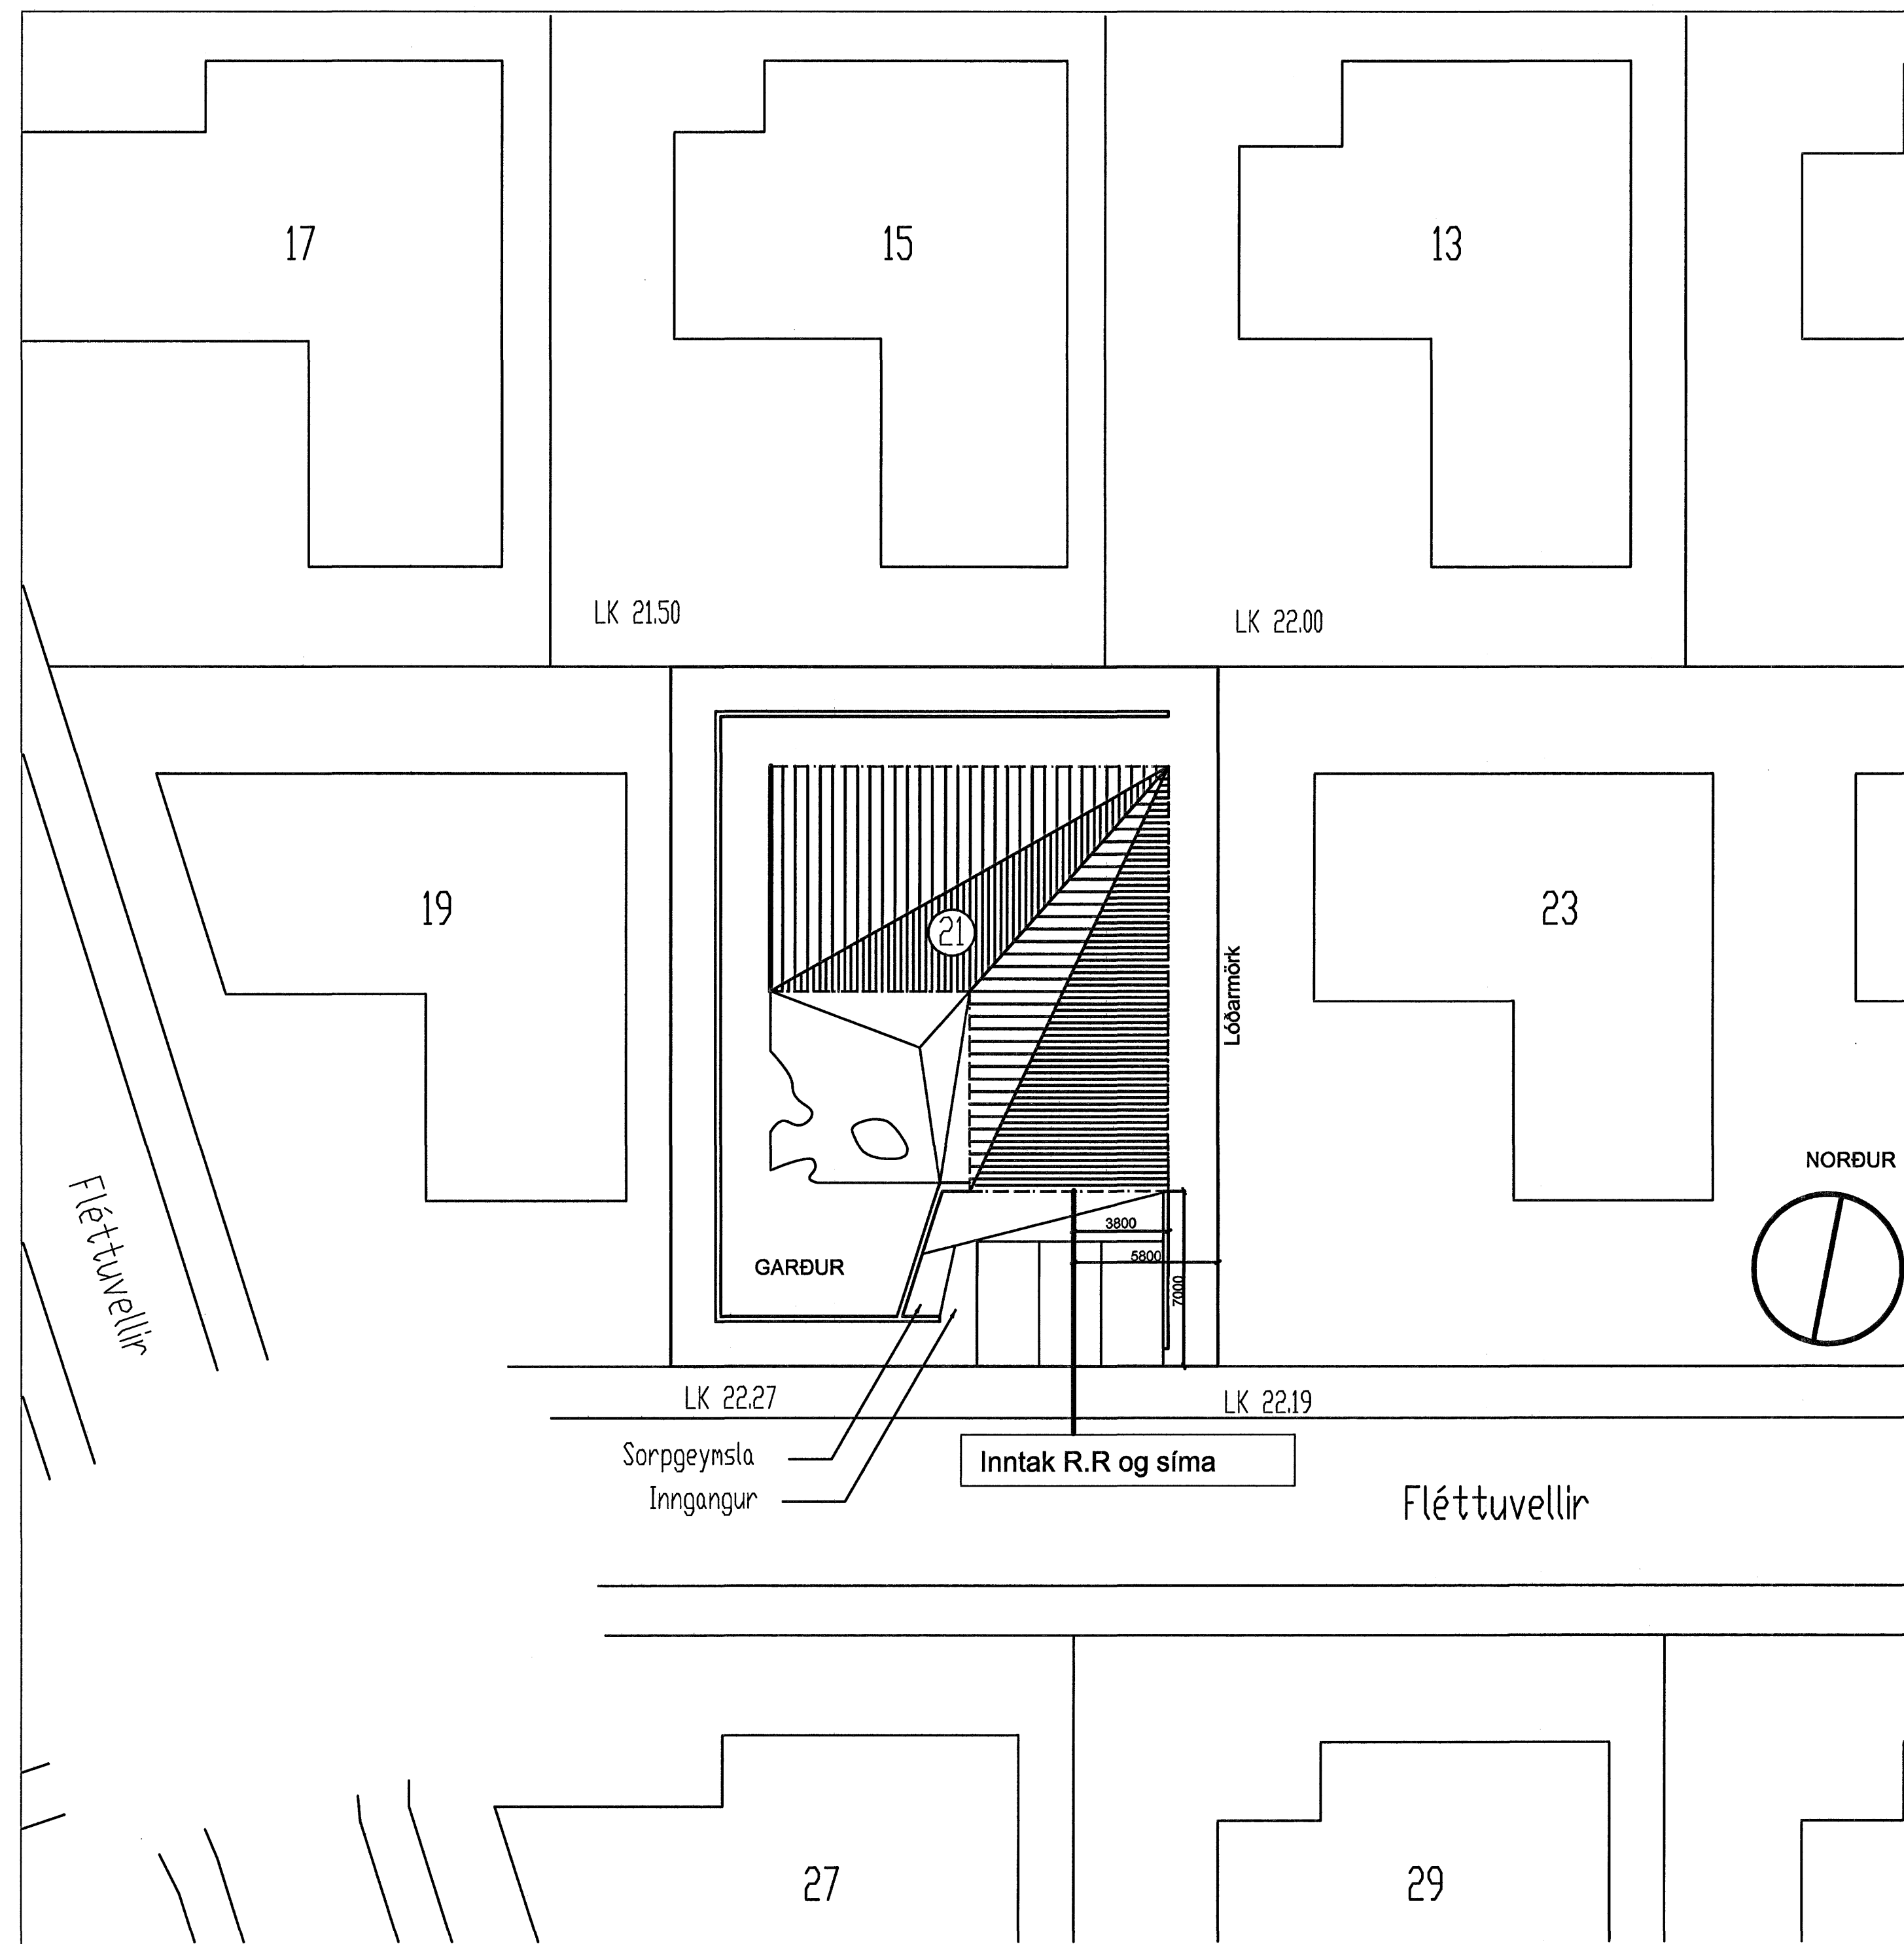 17
15
13
LK 21.50
LK 22.00
19
21
23
Lóðarmörk
NORÐUR
Fléttuvellir
3800
5800
7000
GARÐUR
LK 22.27
LK 22.19
Sorpgeymsla
Inngangur
Inntak R.R og síma
Fléttuvellir
27
29